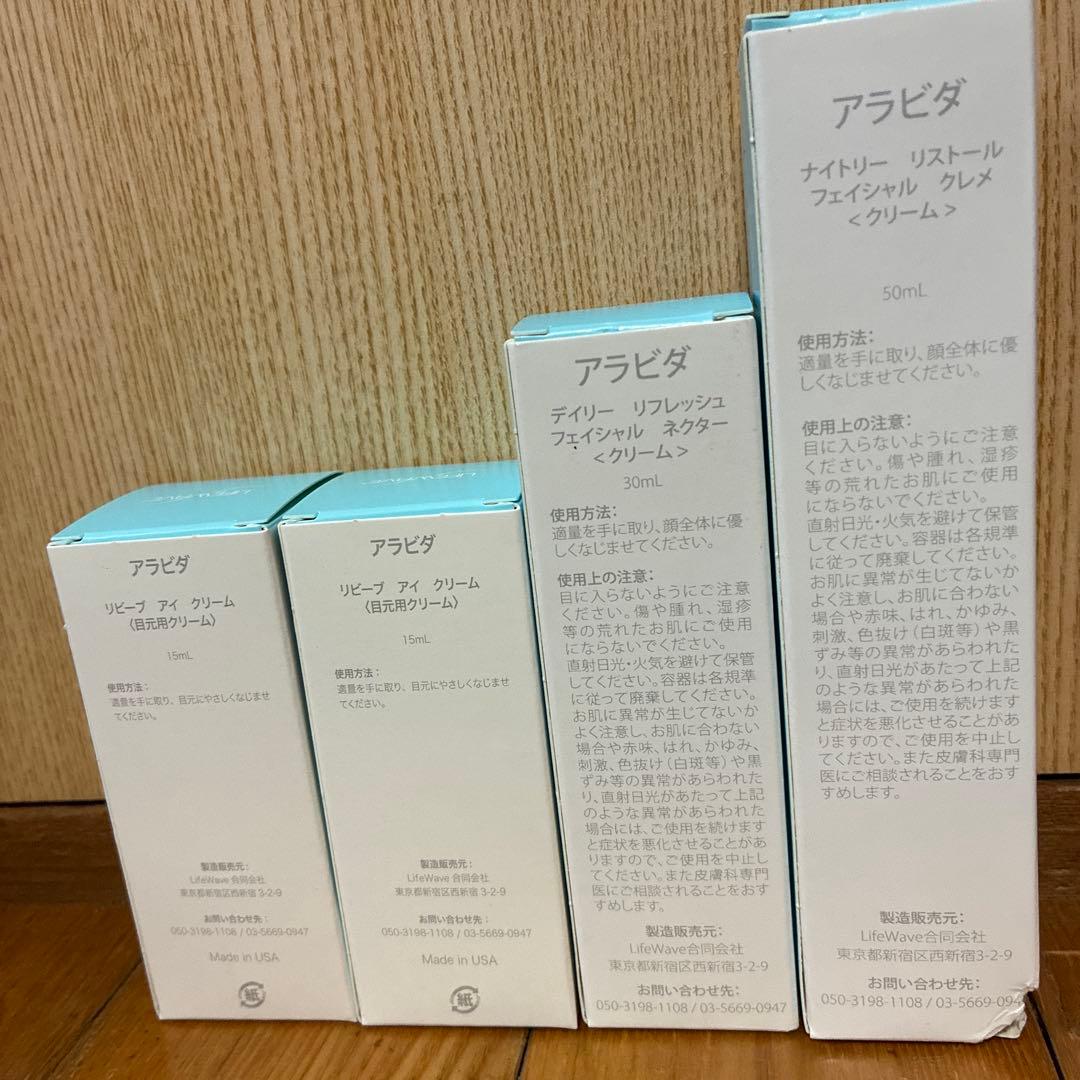 LIFEWAVE
アラビダ
リビーブ アイ クリーム
〈目元用クリーム〉
15mL
使用方法：
適量を手に取り、目元にやさしくなじませ
てください。
製造販売元：
LifeWave 合同会社
東京都新宿区西新宿 3-2-9
お問い合わせ先：
050-3198-1108 / 03-5669-0947
Made in USA
紙
LIFEWAVE
アラビダ
リビーブ アイ クリーム
〈目元用クリーム〉
15mL
使用方法：
適量を手に取り、目元にやさしくなじませ
てください。
製造販売元：
LifeWave 合同会社
東京都新宿区西新宿 3-2-9
お問い合わせ先：
050-3198-1108 / 03-5669-0947
Made in USA
紙
アラビダ
デイリー リフレッシュ
フェイシャル ネクター
＜クリーム＞
30mL
使用方法：
適量を手に取り、顔全体に優
しくなじませてください。
使用上の注意：
目に入らないようにご注意
ください。傷や腫れ、湿疹
等の荒れたお肌にご使用
にならないでください。
直射日光・火気を避けて保管
してください。容器は各規準
に従って廃棄してください。
お肌に異常が生じてないか
よく注意し、お肌に合わない
場合や赤味、はれ、かゆみ、
刺激、色抜け（白斑等）や黒
ずみ等の異常があらわれた
り、直射日光があたって上記
のような異常があらわれた
場合には、ご使用を続けます
と症状を悪化させることがあ
りますので、ご使用を中止し
てください。また皮膚科専門
医にご相談されることをおす
すめします。
製造販売元：
LifeWave合同会社
東京都新宿区西新宿3-2-9
お問い合わせ先：
050-3198-1108 / 03-5669-0947
アラビダ
ナイトリー リストール
フェイシャル クレメ
＜クリーム＞
50mL
使用方法：
適量を手に取り、顔全体に優
しくなじませてください。
使用上の注意：
目に入らないようにご注意
ください。傷や腫れ、湿疹
等の荒れたお肌にご使用
にならないでください。
直射日光・火気を避けて保管
してください。容器は各規準
に従って廃棄してください。
お肌に異常が生じてないか
よく注意し、お肌に合わない
場合や赤味、はれ、かゆみ、
刺激、色抜け（白斑等）や黒
ずみ等の異常があらわれた
り、直射日光があたって上記
のような異常があらわれた
場合には、ご使用を続けます
と症状を悪化させることがあ
りますので、ご使用を中止し
てください。また皮膚科専門
医にご相談されることをおす
すめします。
製造販売元：
LifeWave合同会社
東京都新宿区西新宿3-2-9
お問い合わせ先：
050-3198-1108 / 03-5669-094